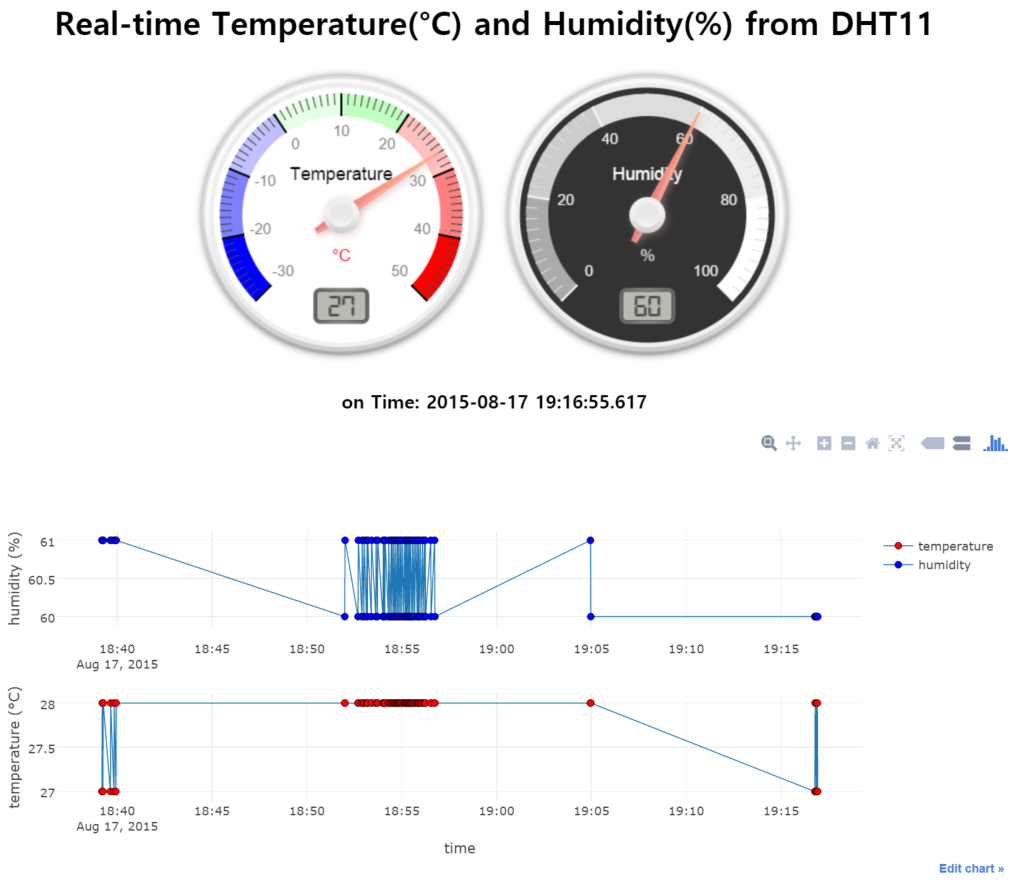 Real-time Temperature(°C) and Humidity(%) from DHT11
-30 -20 -10 0 10 20 30 40 50
Temperature
°C
27
0 20 40 60 80 100
Humidity
%
60
on Time: 2015-08-17 19:16:55.617
humidity (%)
61
60.5
60
18:40 18:45 18:50 18:55 19:00 19:05 19:10 19:15
Aug 17, 2015
temperature
humidity
temperature (°C)
28
27.5
27
18:40 18:45 18:50 18:55 19:00 19:05 19:10 19:15
Aug 17, 2015
time
Edit chart »